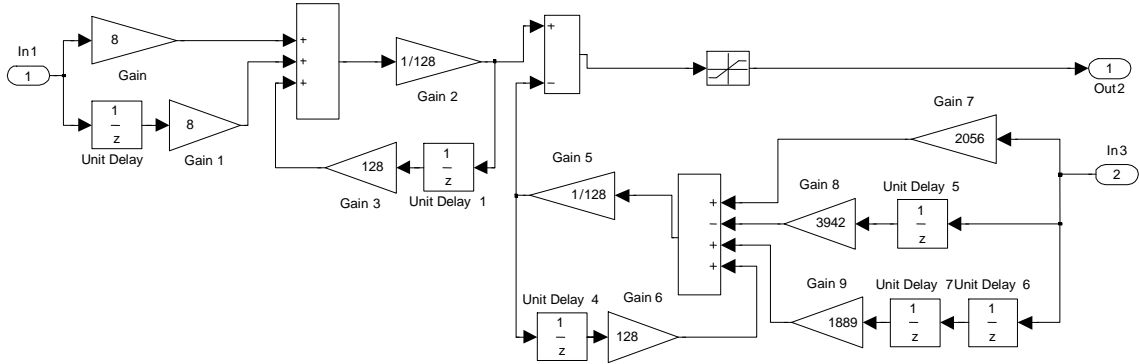 In1
1
8
Gain
1
z
Unit Delay
8
Gain 1
+
+
+
1/128
Gain 2
128
Gain 3
1
z
Unit Delay 1
+
−
1
Out2
Gain 7
2056
In3
2
Gain 5
1/128
+
−
+
+
Gain 8
3942
Unit Delay 5
1
z
Gain 9
1889
Unit Delay 7
1
z
Unit Delay 6
1
z
Unit Delay 4
1
z
Gain 6
128